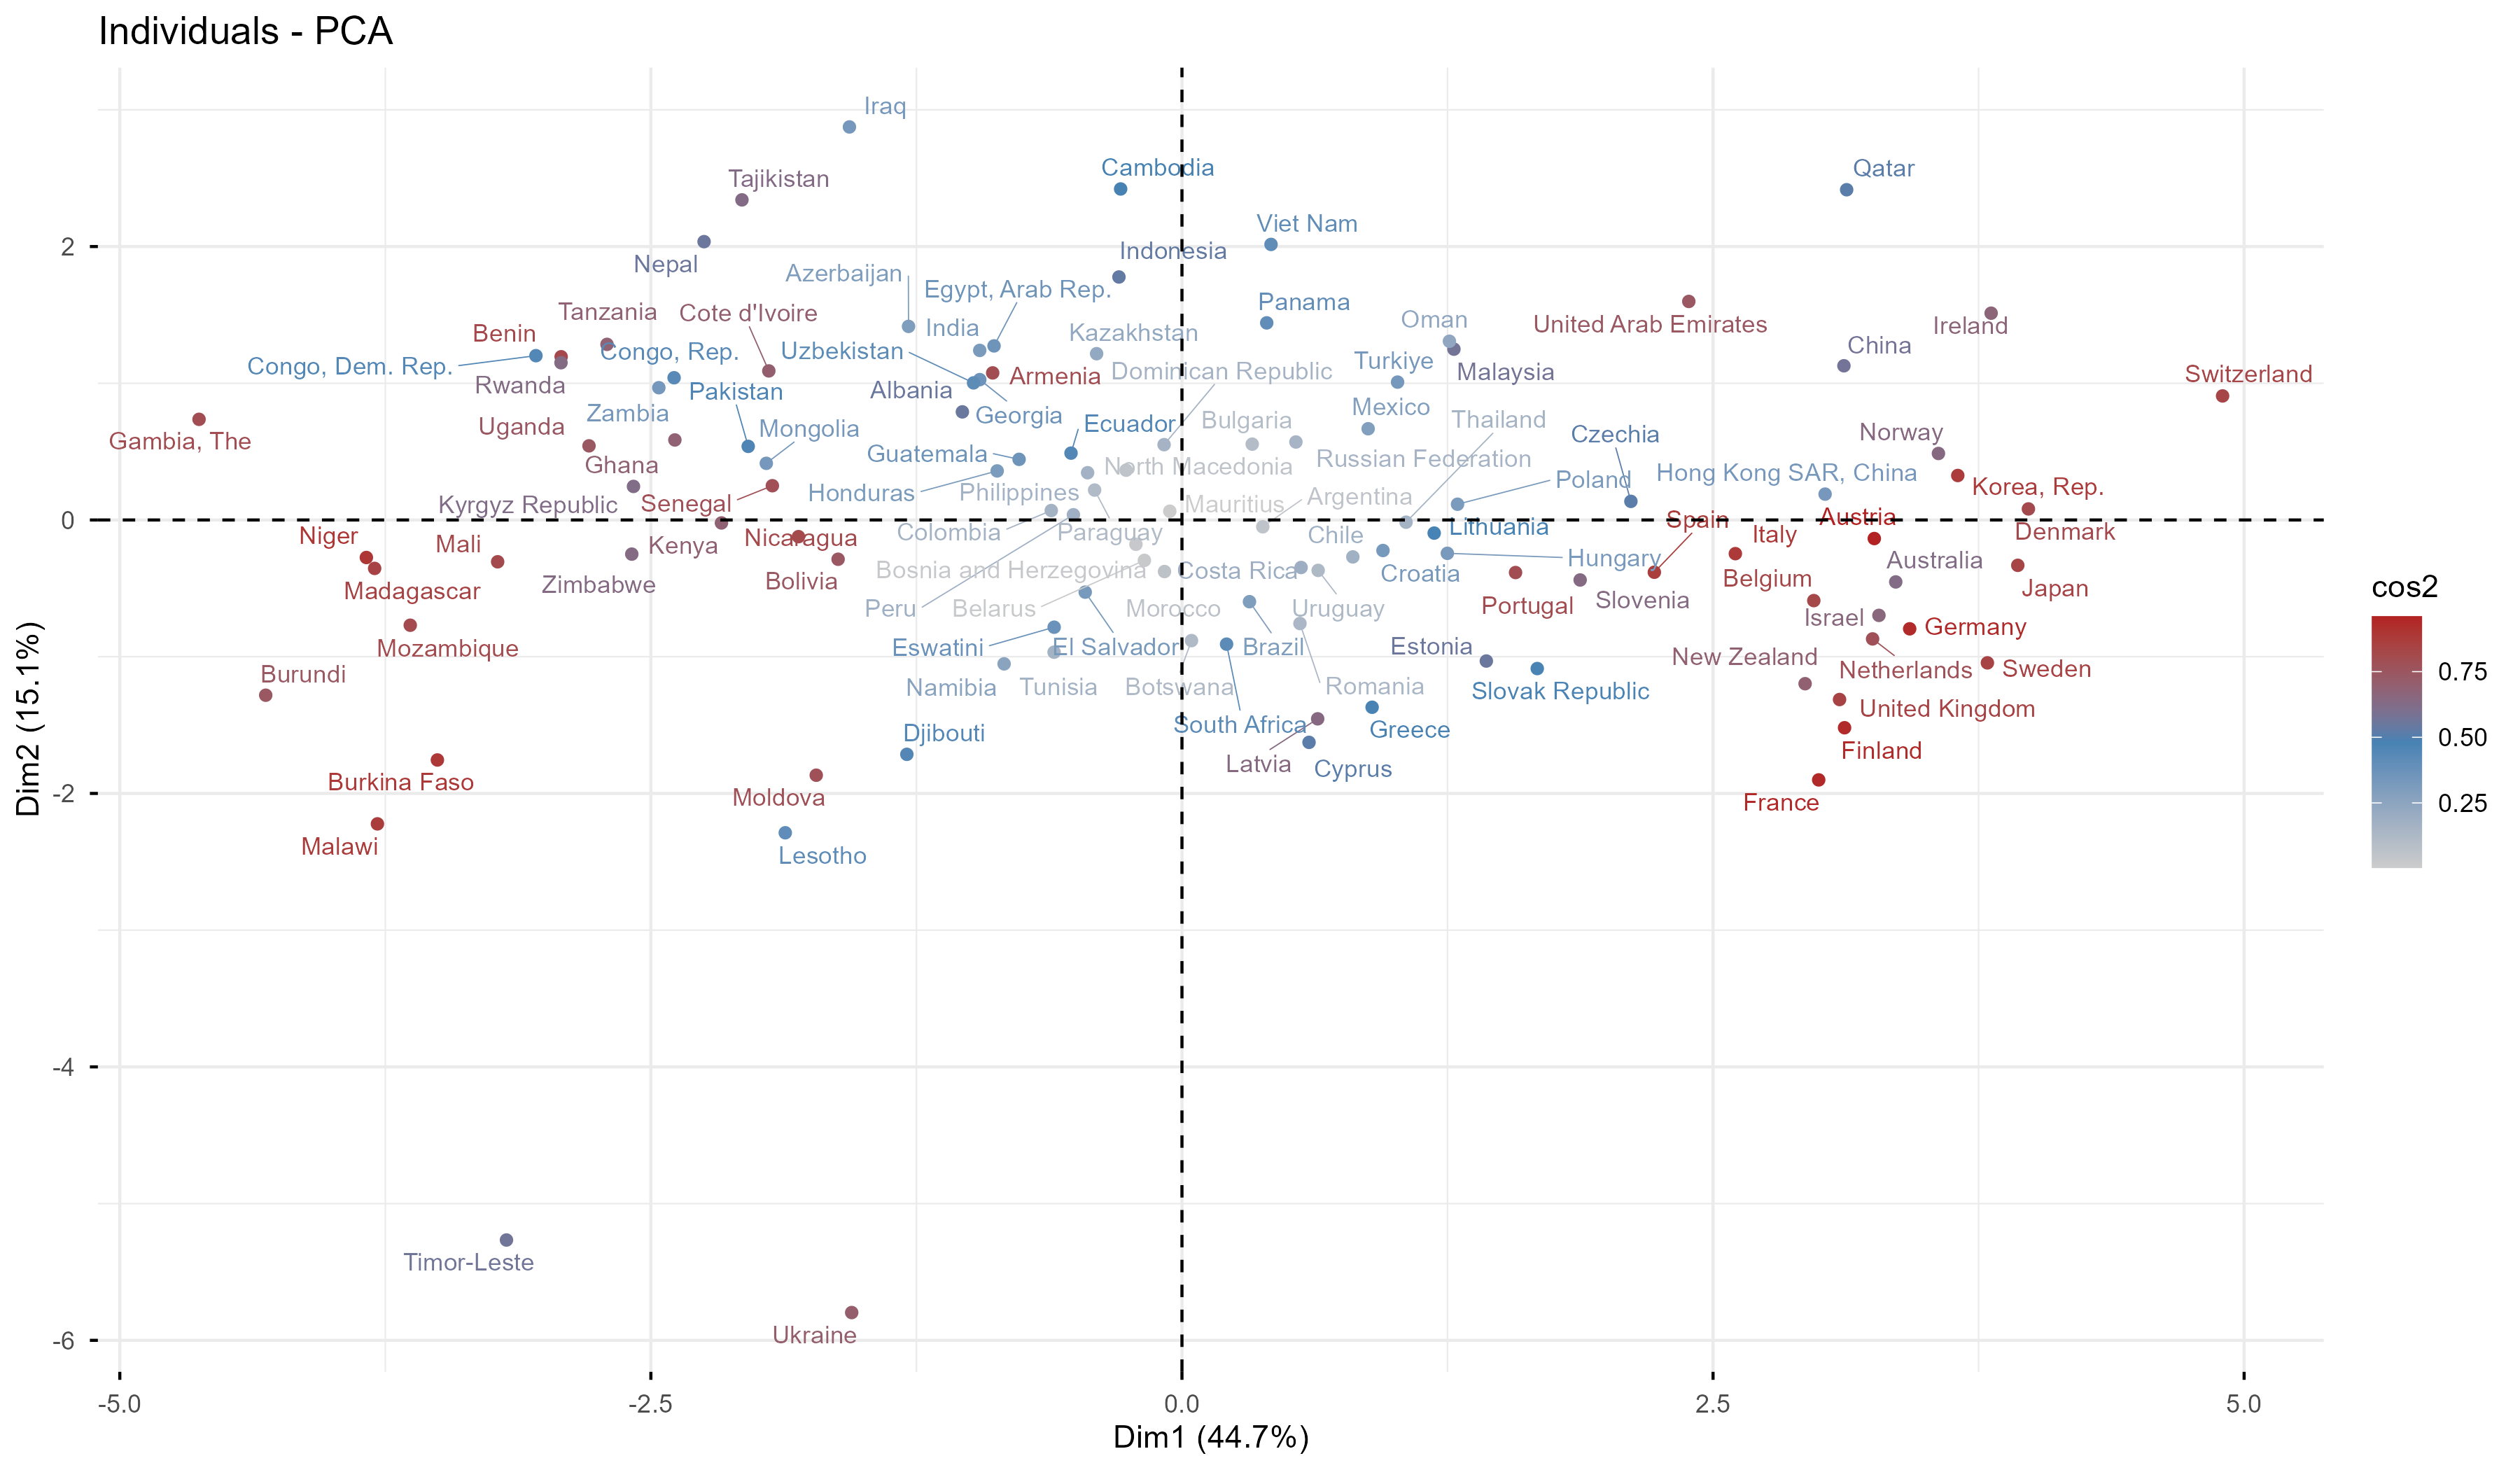 Individuals - PCA
Iraq
Cambodia
Qatar
Tajikistan
Viet Nam
Indonesia
Nepal
Azerbaijan
Egypt, Arab Rep.
Panama
Tanzania
Cote d'Ivoire
Oman
United Arab Emirates
Ireland
Benin
India
Kazakhstan
China
Congo, Dem. Rep.
Congo, Rep.
Uzbekistan
Turkiye
Malaysia
Switzerland
Rwanda
Pakistan
Albania
Armenia
Dominican Republic
Zambia
Georgia
Mexico
Gambia, The
Uganda
Mongolia
Ecuador
Bulgaria
Thailand
Czechia
Norway
Ghana
Guatemala
North Macedonia
Russian Federation
Hong Kong SAR, China
Kyrgyz Republic
Senegal
Honduras
Philippines
Mauritius
Argentina
Poland
Korea, Rep.
Niger
Mali
Kenya
Nicaragua
Colombia
Paraguay
Chile
Lithuania
Spain
Italy
Austria
Denmark
Madagascar
Zimbabwe
Bolivia
Bosnia and Herzegovina
Costa Rica
Croatia
Hungary
Belgium
Australia
Japan
Peru
Belarus
Morocco
Uruguay
Portugal
Slovenia
Israel
Germany
Mozambique
Eswatini
El Salvador
Brazil
Estonia
New Zealand
Netherlands
Sweden
Burundi
Namibia
Tunisia
Botswana
Romania
Slovak Republic
United Kingdom
Djibouti
South Africa
Greece
Finland
Burkina Faso
Latvia
Cyprus
France
Moldova
Malawi
Lesotho
Timor-Leste
Ukraine
2
0
-2
-4
-6
Dim2 (15.1%)
-5.0
-2.5
0.0
2.5
5.0
Dim1 (44.7%)
cos2
0.75
0.50
0.25